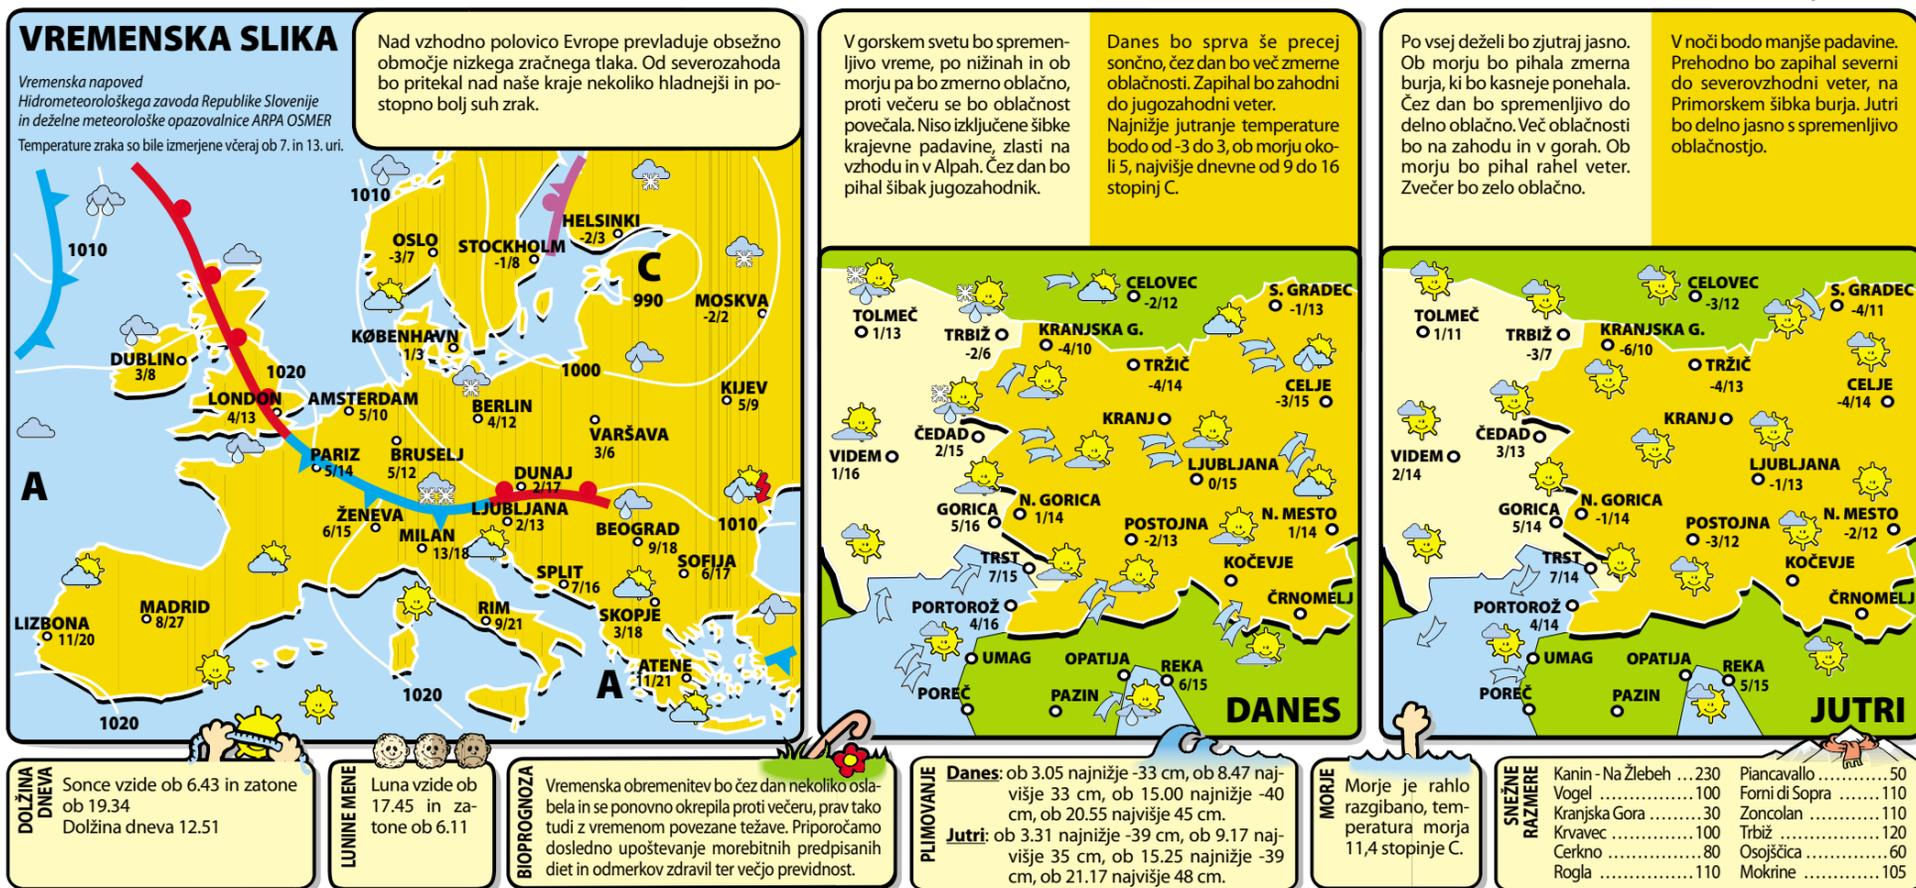 VREMENSKA SLIKA
Vremenska napoved
Hidrometeorološkega zavoda Republike Slovenije
in deželne meteorološke opazovalnice ARPA OSMER
Temperature zraka so bile izmerjene včeraj ob 7. in 13. uri.
Nad vzhodno polovico Evrope prevladuje obsežno
območje nizkega zračnega tlaka. Od severozahoda
bo pritekal nad naše kraje nekoliko hladnejši in po-
stopno bolj suh zrak.
1010
1010
HELSINKI
-2/3
OSLO
-3/7
STOCKHOLM
-1/8
C
990
MOSKVA
-2/2
KØBENHAVN
1/3
DUBLIN
3/8
1020
1000
LONDON
4/13
AMSTERDAM
5/10
BERLIN
4/12
KIJEV
5/9
VARŠAVA
3/6
A
PARIZ
5/14
BRUSELJ
5/12
DUNAJ
2/17
ŽENEVA
6/15
LJUBLJANA
2/13
MILAN
13/18
BEOGRAD
9/18
1010
SOFIJA
6/17
SPLIT
7/16
MADRID
8/27
LIZBONA
11/20
RIM
9/21
SKOPJE
3/18
ATENE
11/21
A
1020
1020
V gorskem svetu bo spremen-
ljivo vreme, po nižinah in ob
morju pa bo zmerno oblačno,
proti večeru se bo oblačnost
povečala. Niso izključene šibke
krajevne padavine, zlasti na
vzhodu in v Alpah. Čez dan bo
pihal šibak jugozahodnik.
Danes bo sprva še precej
sončno, čez dan bo več zmerne
oblačnosti. Zapihal bo zahodni
do jugozahodni veter.
Najnižje jutranje temperature
bodo od -3 do 3, ob morju oko-
li 5, najvišje dnevne od 9 do 16
stopinj C.
CELOVEC
-2/12
S. GRADEC
-1/13
TOLMEČ
1/13
TRBIŽ
-2/6
KRANJSKA G.
-4/10
TRŽIČ
-4/14
CELJE
-3/15
KRANJ
ČEDAD
2/15
VIDEM
1/16
LJUBLJANA
0/15
GORICA
5/16
N. GORICA
1/14
POSTOJNA
-2/13
N. MESTO
1/14
TRST
7/15
KOČEVJE
PORTOROŽ
4/16
ČRNOMELJ
UMAG
OPATIJA
REKA
6/15
POREČ
PAZIN
DANES
Po vsej deželi bo zjutraj jasno.
Ob morju bo pihala zmerna
burja, ki bo kasneje ponehala.
Čez dan bo spremenljivo do
delno oblačno. Več oblačnosti
bo na zahodu in v gorah. Ob
morju bo pihal rahel veter.
Zvečer bo zelo oblačno.
V noči bodo manjše padavine.
Prehodno bo zapihal severni
do severovzhodni veter, na
Primorskem šibka burja. Jutri
bo delno jasno s spremenljivo
oblačnostjo.
CELOVEC
-3/12
S. GRADEC
-4/11
TOLMEČ
1/11
TRBIŽ
-3/7
KRANJSKA G.
-6/10
TRŽIČ
-4/13
CELJE
-4/14
KRANJ
ČEDAD
3/13
VIDEM
2/14
LJUBLJANA
-1/13
GORICA
5/14
N. GORICA
-1/14
POSTOJNA
-3/12
N. MESTO
-2/12
TRST
7/14
KOČEVJE
PORTOROŽ
4/14
ČRNOMELJ
UMAG
OPATIJA
REKA
5/15
POREČ
PAZIN
JUTRI
DOLŽINA
DNEVA
Sonce vzide ob 6.43 in zatone
ob 19.34
Dolžina dneva 12.51
LUNINE MENE
Luna vzide ob
17.45 in za-
tone ob 6.11
BIOPROGNOZA
Vremenska obremenitev bo čez dan nekoliko osla-
bela in se ponovno okrepila proti večeru, prav tako
tudi z vremenom povezane težave. Priporočamo
dosledno upoštevanje morebitnih predpisanih
diet in odmerkov zdravil ter večjo previdnost.
PLIMOVANJE
Danes: ob 3.05 najnižje -33 cm, ob 8.47 naj-
višje 33 cm, ob 15.00 najnižje -40
cm, ob 20.55 najvišje 45 cm.
Jutri: ob 3.31 najnižje -39 cm, ob 9.17 naj-
višje 35 cm, ob 15.25 najnižje -39
cm, ob 21.17 najvišje 48 cm.
MORJE
Morje je rahlo
razgibano, tem-
peratura morja
11,4 stopinje C.
SNEŽNE
RAZMERE
Kanin - Na Žlebeh ...230
Vogel ..................100
Kranjska Gora ..........30
Krvavec ................100
Cerkno ..................80
Rogla ..................110
Piancavallo .............50
Forni di Sopra .........110
Zoncolan ...............110
Trbiž ..................120
Osojščica ...............60
Mokrine ................105